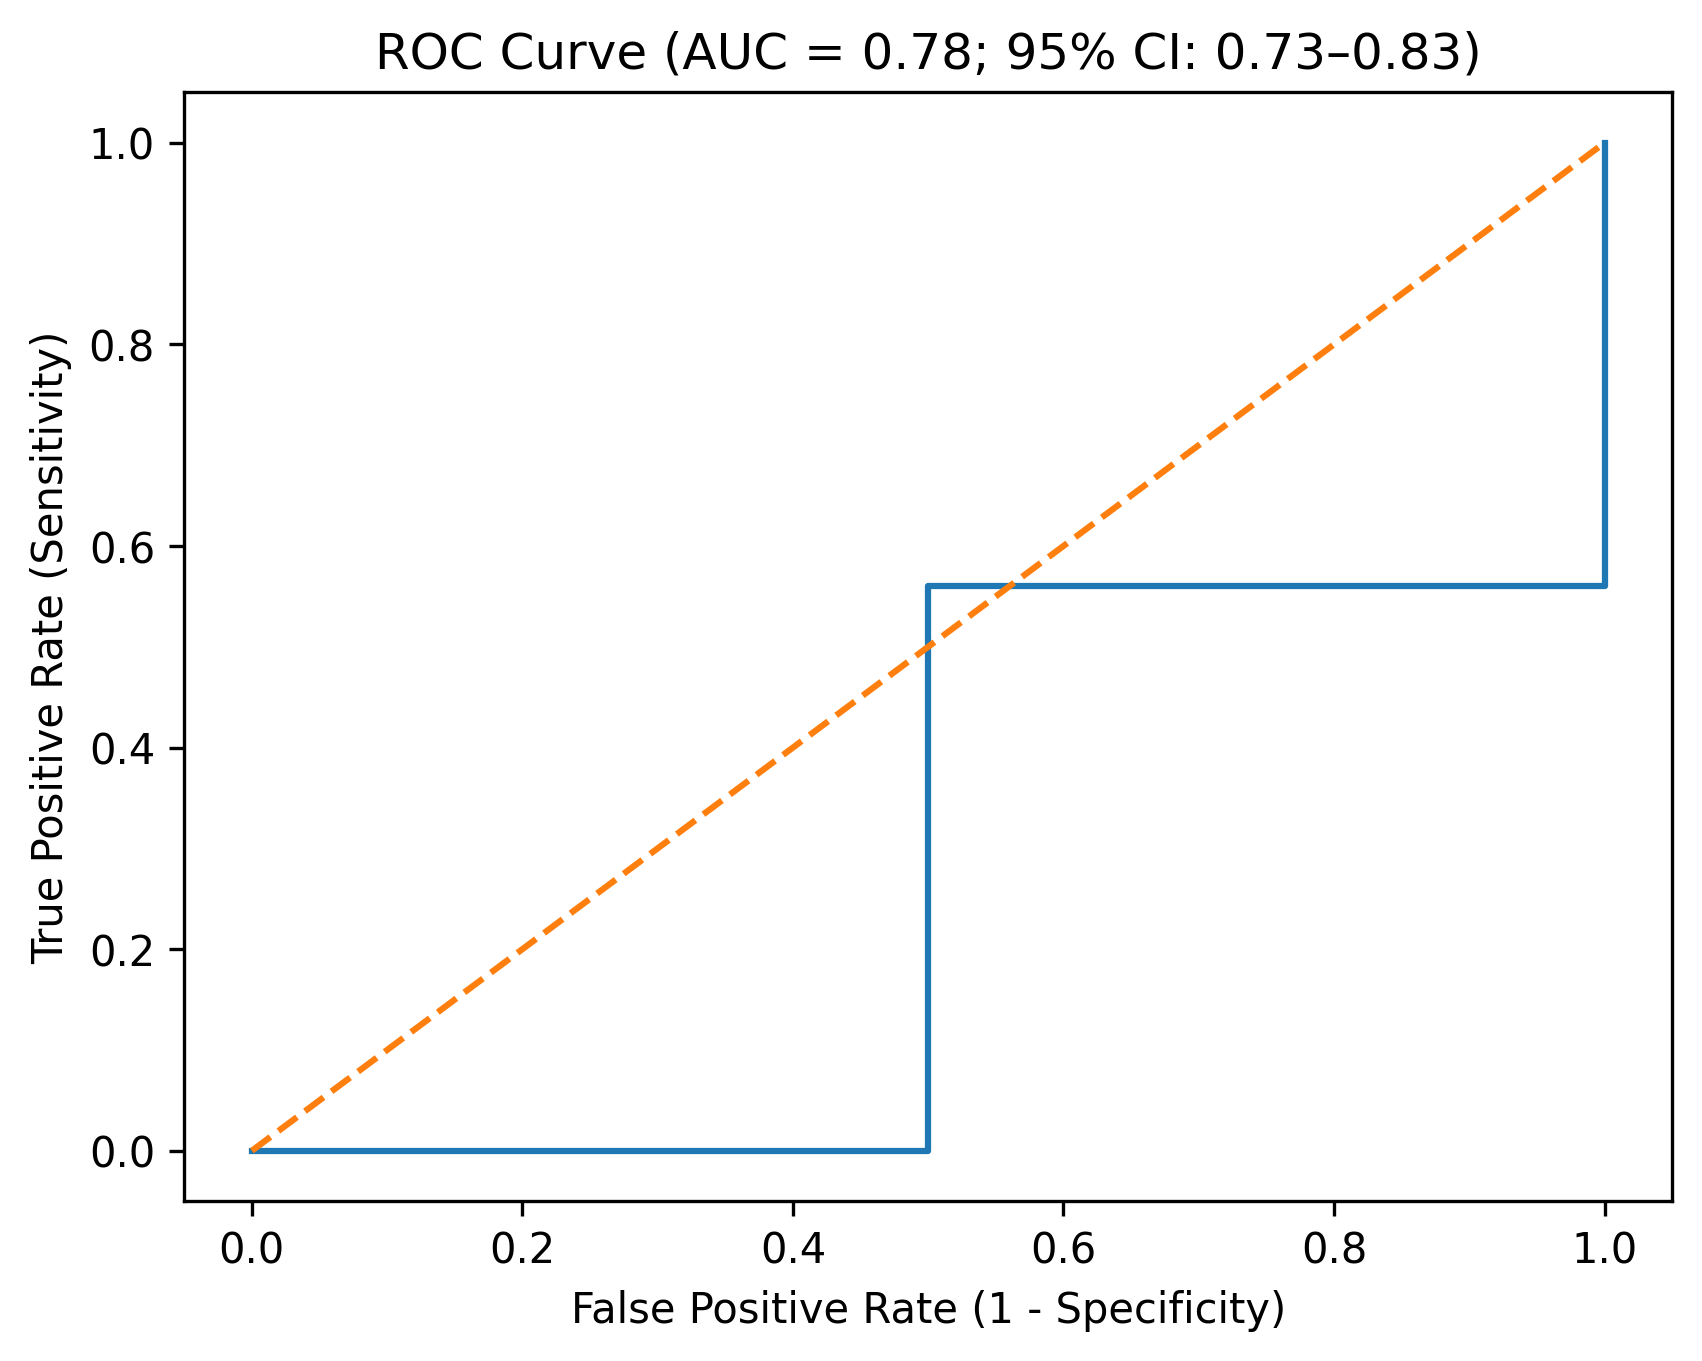 ROC Curve (AUC = 0.78; 95% CI: 0.73–0.83)
True Positive Rate (Sensitivity)
1.0
0.8
0.6
0.4
0.2
0.0
0.0 0.2 0.4 0.6 0.8 1.0
False Positive Rate (1 - Specificity)